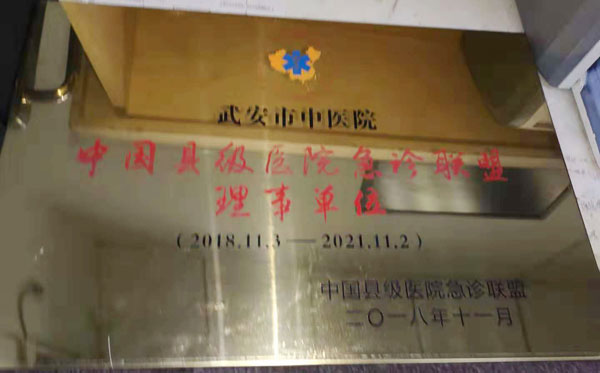 武安市中医院
中国县级医院急诊联盟
理事单位
(2018.11.3—2021.11.2)
中国县级医院急诊联盟
二〇一八年十一月